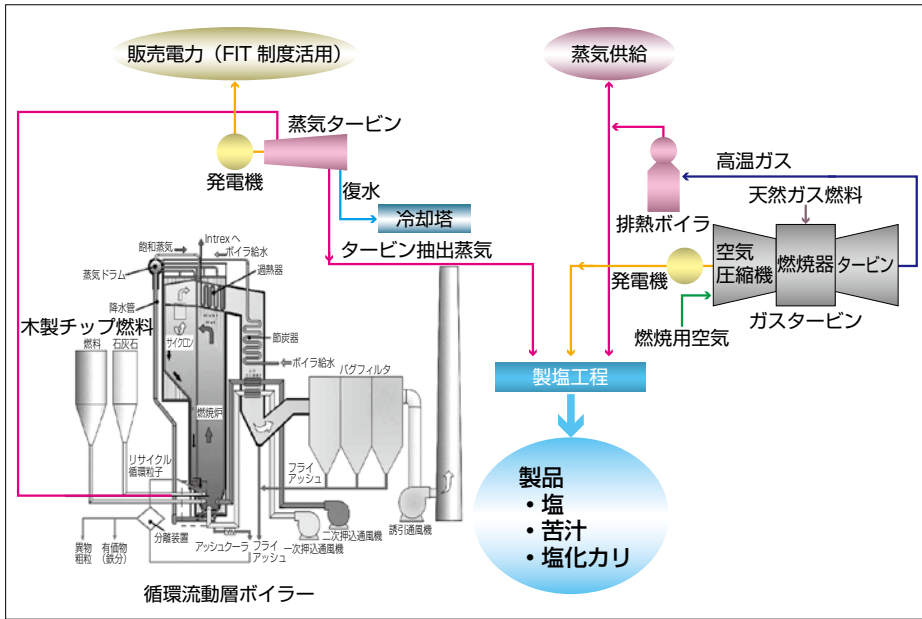 販売電力（FIT 制度活用）
蒸気供給
蒸気タービン
発電機
復水
冷却塔
タービン抽出蒸気
高温ガス
天然ガス燃料
排熱ボイラ
空気
圧縮機
燃焼器
タービン
発電機
ガスタービン
燃焼用空気
飽和蒸気
Intrexへ
ボイラ給水
蒸気ドラム
過熱器
降水管
木製チップ燃料
サイクロン
節炭器
燃料
石灰石
ボイラ給水
バグフィルタ
燃焼炉
リサイクル
循環粒子
フライ
アッシュ
分離装置
異物
粗粒
有価物
（鉄分）
アッシュクーラ
フライ
アッシュ
一次押込通風機
二次押込通風機
誘引通風機
循環流動層ボイラー
製塩工程
製品
・塩
・苦汁
・塩化カリ